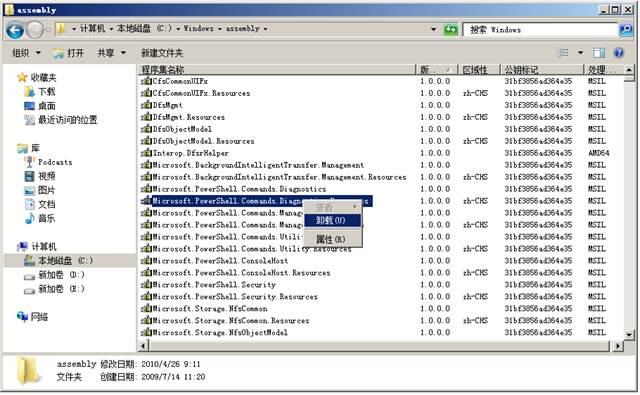 assembly
计算机 本地磁盘 (C:) Windows assembly 搜索 Windows
组织 打开 共享 新建文件夹
收藏夹
下载
桌面
最近访问的位置
库
Podcasts
视频
图片
文档
音乐
计算机
本地磁盘 (C:)
新加卷 (D:)
新加卷 (E:)
网络
程序集名称 版... 区域性 公钥标记 处理...
CfsCommonUIFx 1.0.0.0 31bf3856ad364e35 MSIL
CfsCommonUIFx.Resources 1.0.0.0 zh-CHS 31bf3856ad364e35 MSIL
DfsMgmt 1.0.0.0 31bf3856ad364e35 MSIL
DfsMgmt.Resources 1.0.0.0 zh-CHS 31bf3856ad364e35 MSIL
DfsObjectModel 1.0.0.0 31bf3856ad364e35 MSIL
DfsObjectModel.Resources 1.0.0.0 zh-CHS 31bf3856ad364e35 MSIL
Interop.DfsrHelper 1.0.0.0 31bf3856ad364e35 AMD64
Microsoft.BackgroundIntelligentTransfer.Management 1.0.0.0 31bf3856ad364e35 MSIL
Microsoft.BackgroundIntelligentTransfer.Management.Resources 1.0.0.0 zh-CHS 31bf3856ad364e35 MSIL
Microsoft.PowerShell.Commands.Diagnostics 1.0.0.0 31bf3856ad364e35 MSIL
Microsoft.PowerShell.Commands.Diagnos 1.0.0.0 zh-CHS 31bf3856ad364e35 MSIL
Microsoft.PowerShell.Commands.Manag 1.0.0.0 31bf3856ad364e35 MSIL
Microsoft.PowerShell.Commands.Manag 1.0.0.0 zh-CHS 31bf3856ad364e35 MSIL
Microsoft.PowerShell.Commands.Utili 1.0.0.0 31bf3856ad364e35 MSIL
Microsoft.PowerShell.Commands.Utility.Resources 1.0.0.0 zh-CHS 31bf3856ad364e35 MSIL
Microsoft.PowerShell.ConsoleHost 1.0.0.0 31bf3856ad364e35 MSIL
Microsoft.PowerShell.ConsoleHost.Resources 1.0.0.0 zh-CHS 31bf3856ad364e35 MSIL
Microsoft.PowerShell.Security 1.0.0.0 31bf3856ad364e35 MSIL
Microsoft.PowerShell.Security.Resources 1.0.0.0 zh-CHS 31bf3856ad364e35 MSIL
Microsoft.Storage.NfsCommon 1.0.0.0 31bf3856ad364e35 MSIL
Microsoft.Storage.NfsCommon.Resources 1.0.0.0 zh-CHS 31bf3856ad364e35 MSIL
Microsoft.Storage.NfsObjectModel 1.0.0.0 31bf3856ad364e35 MSIL
查看
卸载(U)
属性(R)
assembly 修改日期: 2010/4/26 9:11
文件夹 创建日期: 2009/7/14 11:20